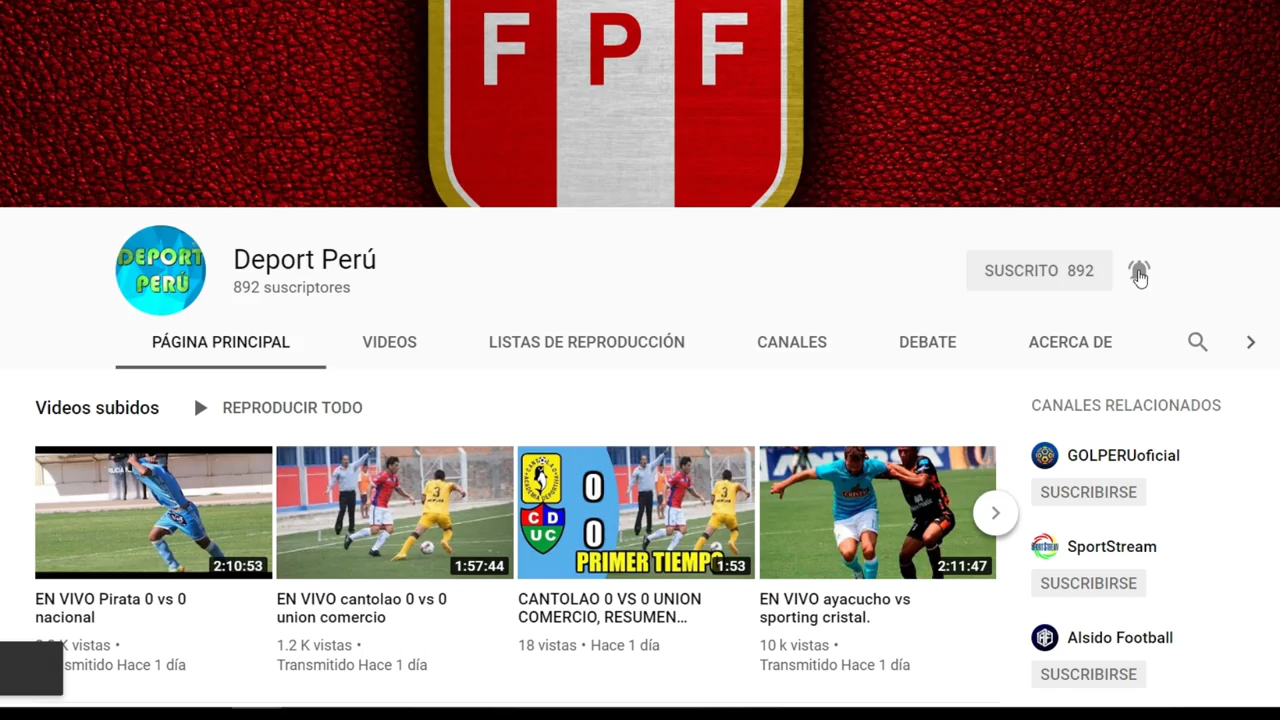 FPF
DEPORT
PERÚ
Deport Perú
892 suscriptores
SUSCRITO 892
PÁGINA PRINCIPAL
VIDEOS
LISTAS DE REPRODUCCIÓN
CANALES
DEBATE
ACERCA DE
Videos subidos
REPRODUCIR TODO
CANALES RELACIONADOS
2:10:53
1:57:44
CD
UC
0
0
PRIMER TIEMPO
1:53
2:11:47
EN VIVO Pirata 0 vs 0
nacional
K vistas •
smitido Hace 1 día
EN VIVO cantolao 0 vs 0
union comercio
1.2 K vistas •
Transmitido Hace 1 día
CANTOLAO 0 VS 0 UNION
COMERCIO, RESUMEN...
18 vistas • Hace 1 día
EN VIVO ayacucho vs
sporting cristal.
10 k vistas •
Transmitido Hace 1 día
GOLPERUoficial
SUSCRIBIRSE
SportStream
SUSCRIBIRSE
Alsido Football
SUSCRIBIRSE